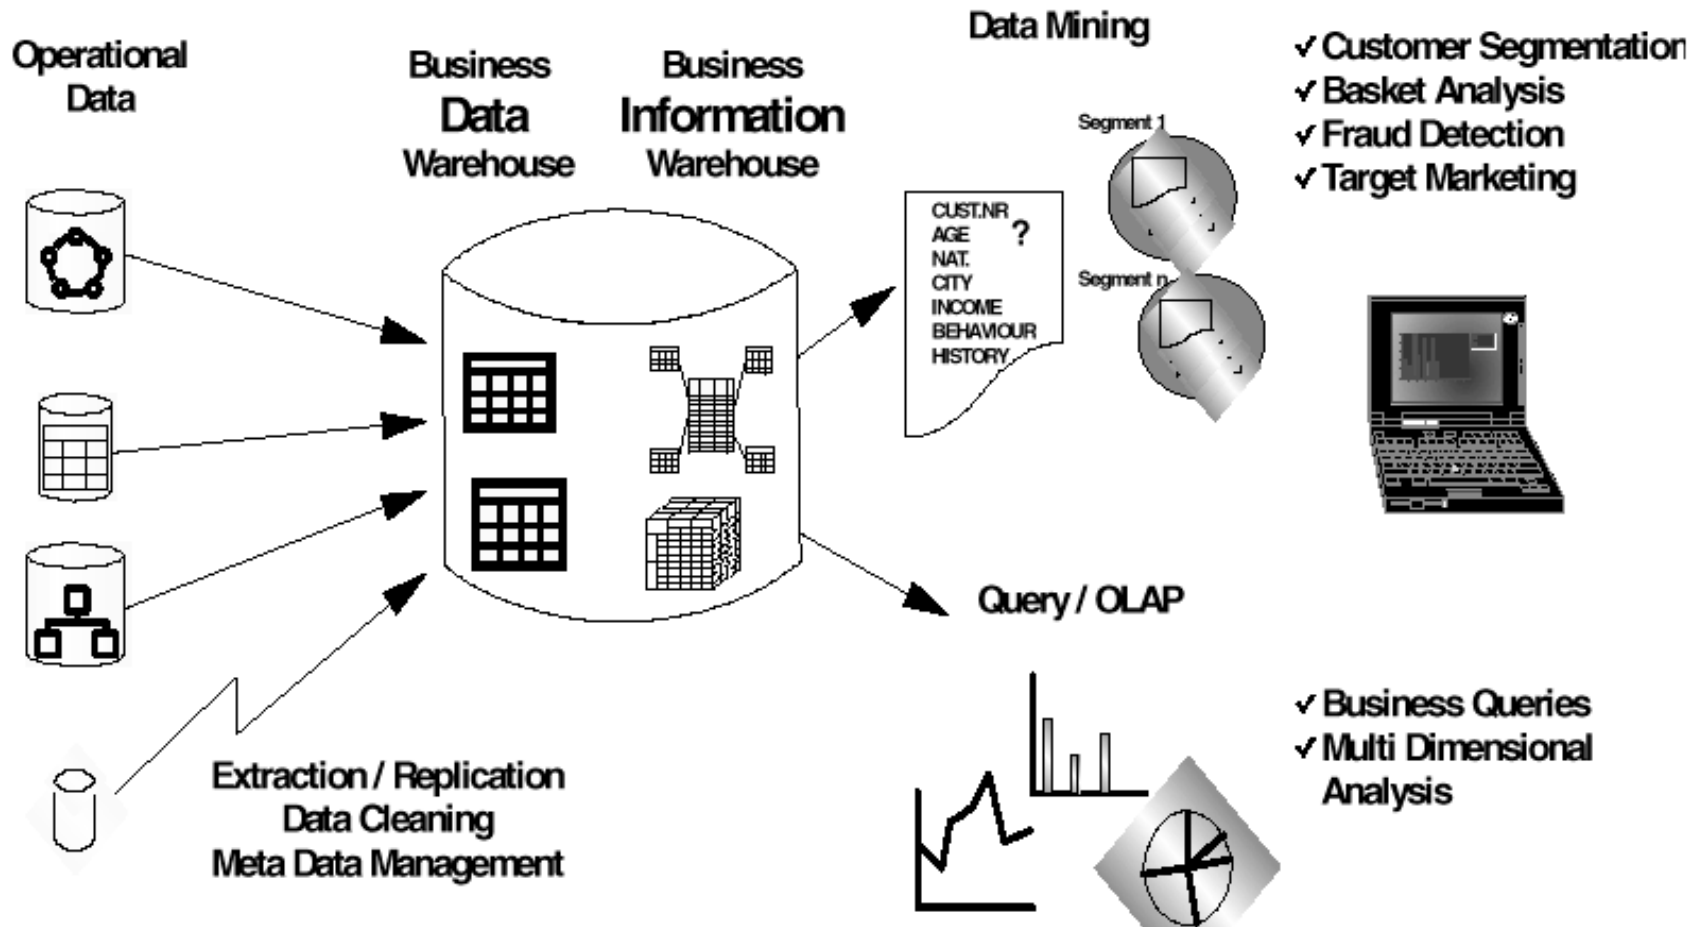 Operational
Data
Business
Data
Warehouse
Business
Information
Warehouse
Data Mining
✓ Customer Segmentation
✓ Basket Analysis
✓ Fraud Detection
✓ Target Marketing
CUST.NR
AGE ?
NAT.
CITY
INCOME
BEHAVIOUR
HISTORY
Segment 1
Segment n
Query / OLAP
✓ Business Queries
✓ Multi Dimensional
Analysis
Extraction / Replication
Data Cleaning
Meta Data Management